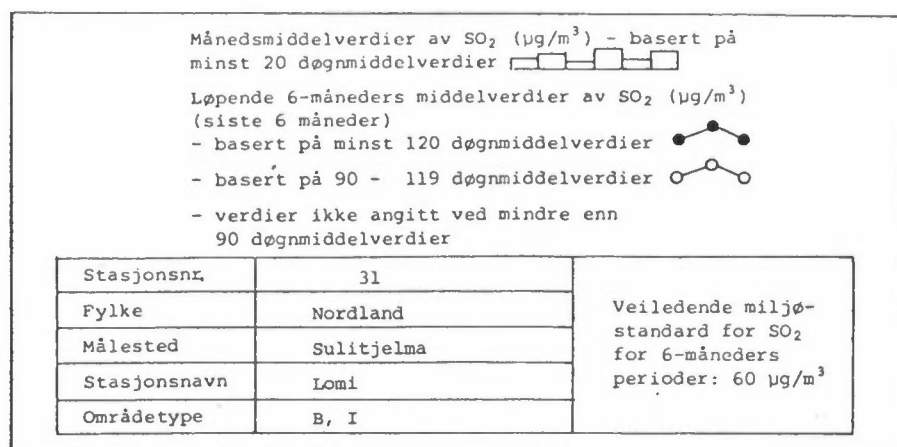 Månedsmiddelverdier av SO₂ (µg/m³) - basert på
minst 20 døgnmiddelverdier
Løpende 6-måneders middelverdier av SO₂ (µg/m³)
(siste 6 måneder)
- basert på minst 120 døgnmiddelverdier
- basert på 90 - 119 døgnmiddelverdier
- verdier ikke angitt ved mindre enn
90 døgnmiddelverdier
Stasjonsnr. 31
Fylke Nordland
Målested Sulitjelma
Stasjonsnavn Lomi
Områdetype B, I
Veiledende miljø-
standard for SO₂
for 6-måneders
perioder: 60 µg/m³